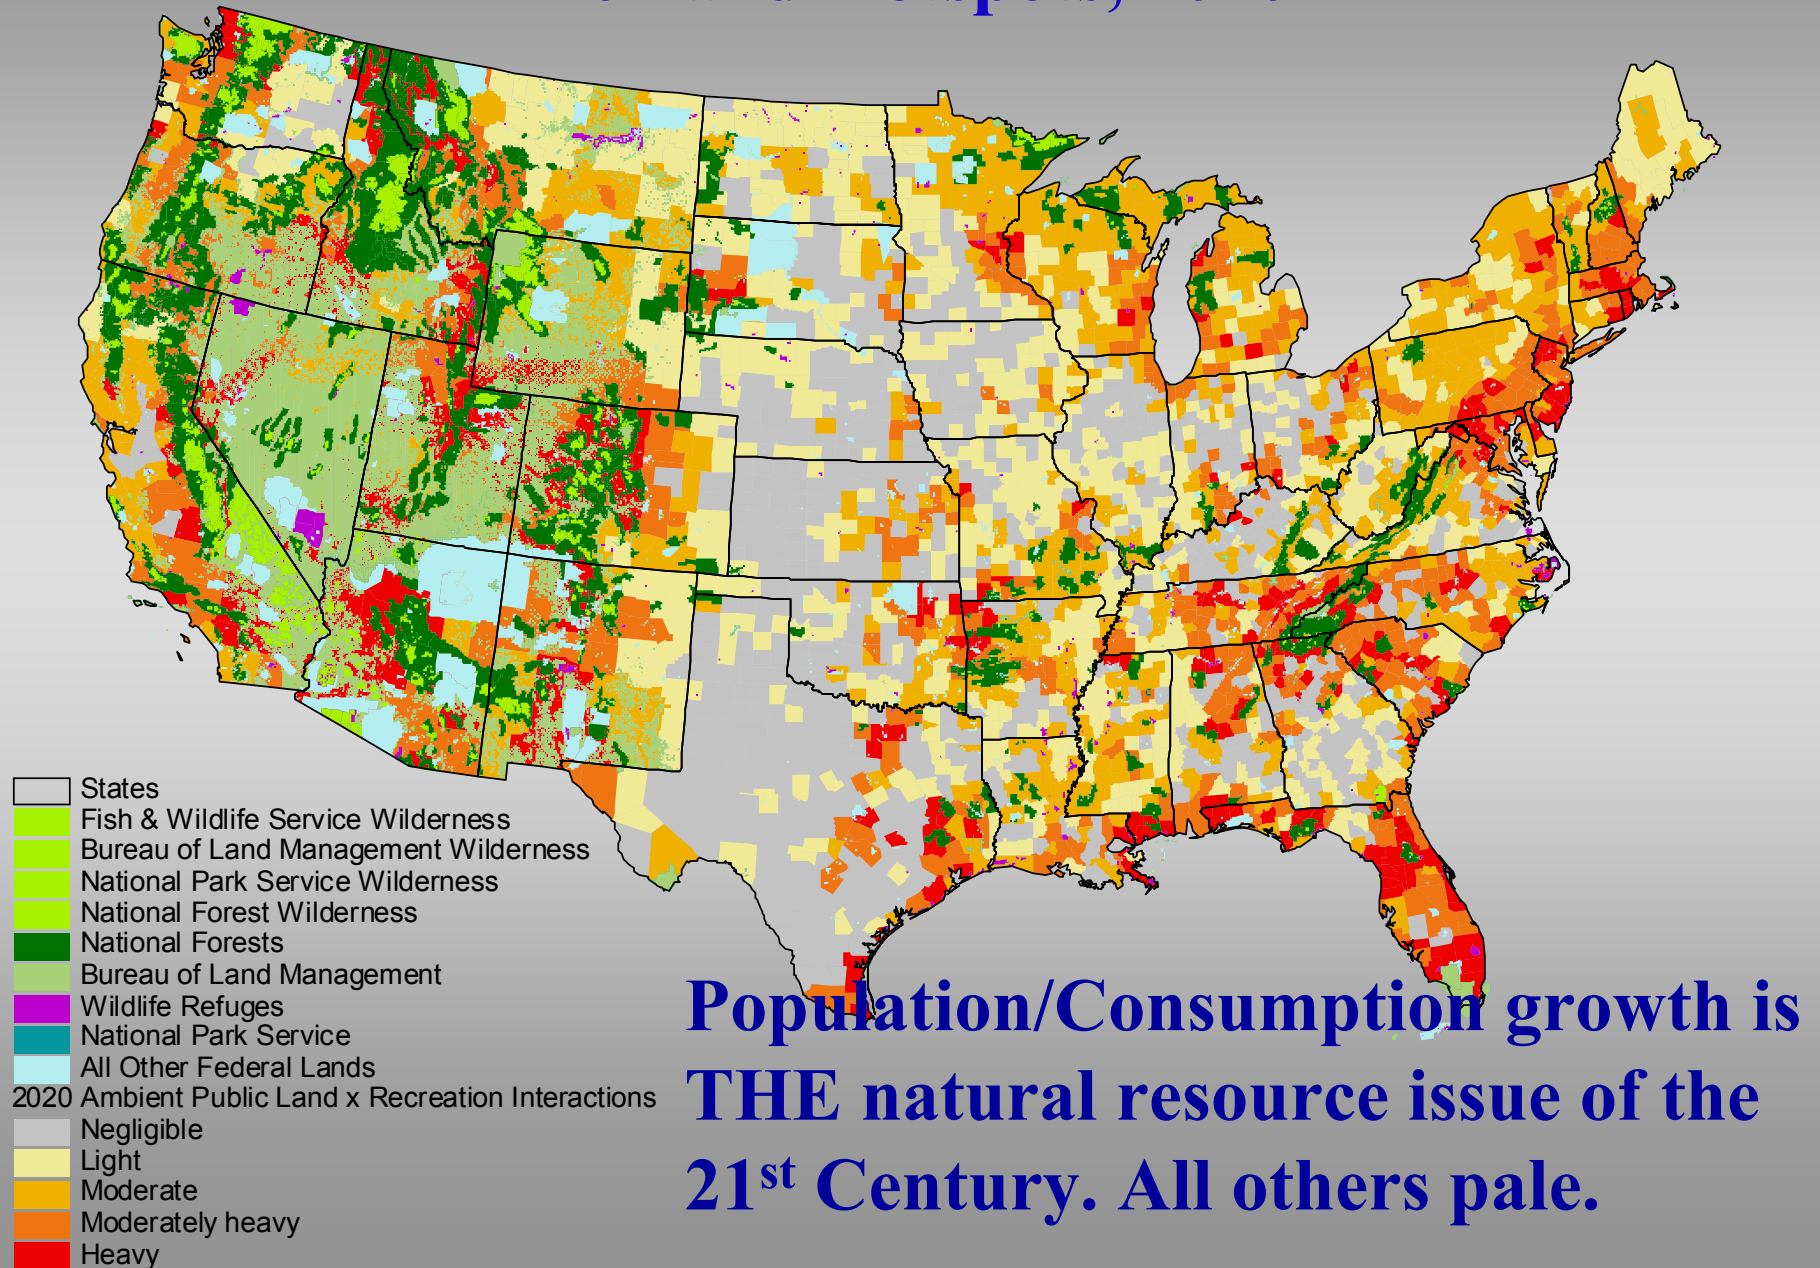 States
Fish & Wildlife Service Wilderness
Bureau of Land Management Wilderness
National Park Service Wilderness
National Forest Wilderness
National Forests
Bureau of Land Management
Wildlife Refuges
National Park Service
All Other Federal Lands
2020 Ambient Public Land x Recreation Interactions
Negligible
Light
Moderate
Moderately heavy
Heavy
Population/Consumption growth is
THE natural resource issue of the
21st Century. All others pale.